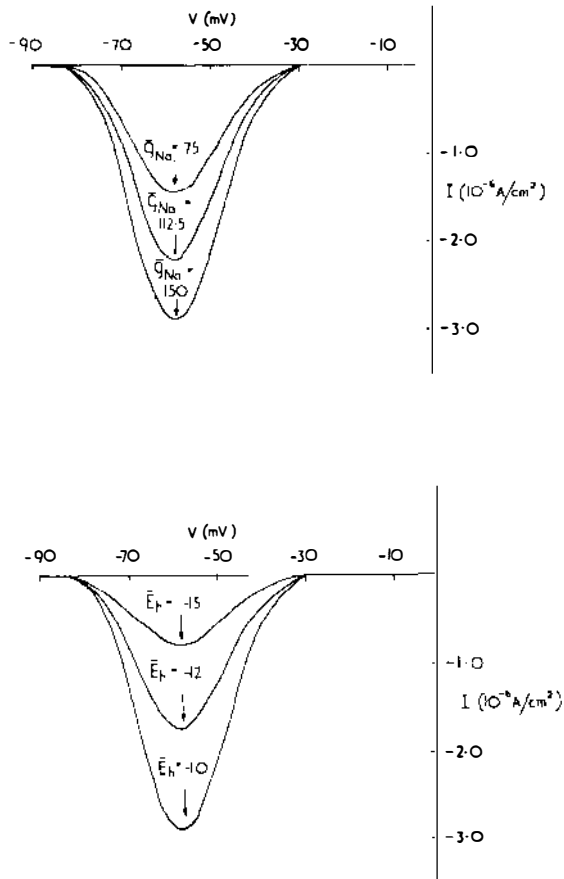 V (mV)
-90 -70 -50 -30 -10
ḡNa = 75
ḡNa =
112.5
ḡNa =
150
-1.0
I (10⁻⁶A/cm²)
-2.0
-3.0
V (mV)
-90 -70 -50 -30 -10
Ēh = -15
Ēh = -12
Ēh = -10
-1.0
I (10⁻⁶A/cm²)
-2.0
-3.0